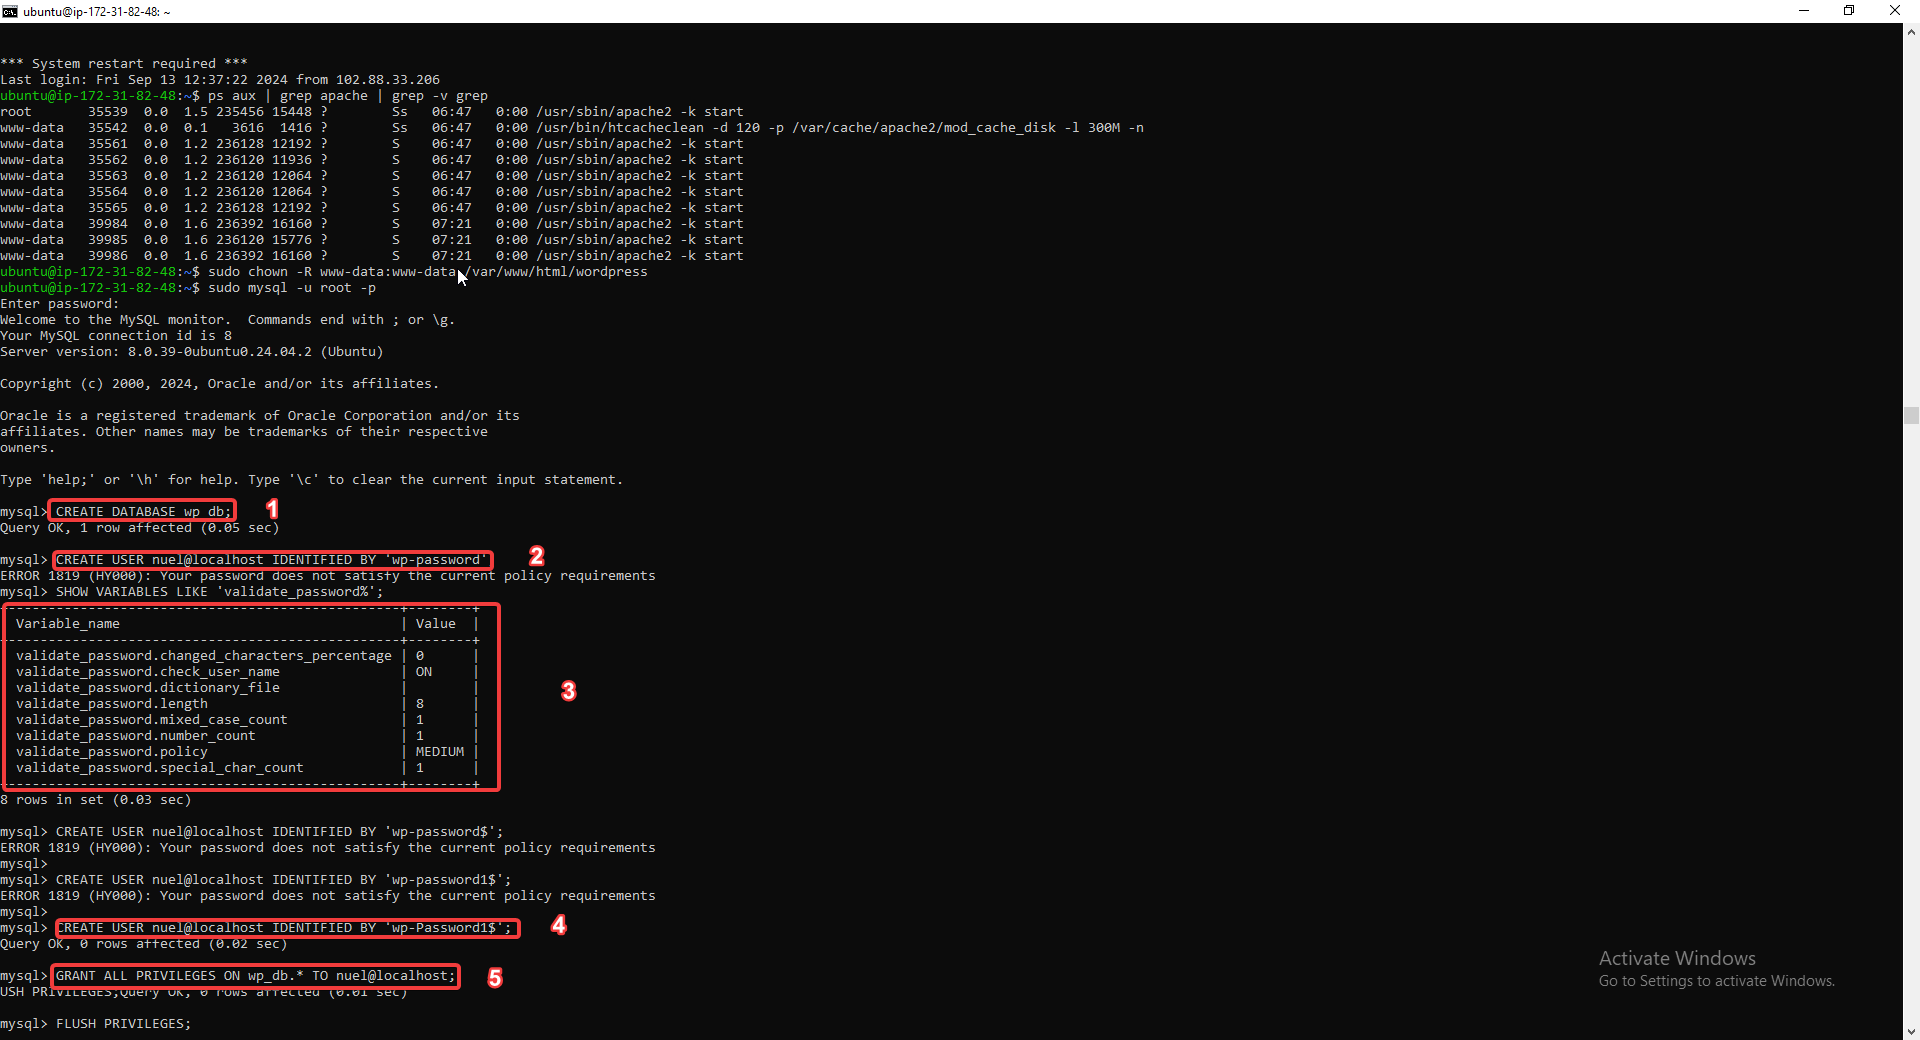 ubuntu@ip-172-31-82-48: ~
*** System restart required ***
Last login: Fri Sep 13 12:37:22 2024 from 102.88.33.206
ubuntu@ip-172-31-82-48:~$ ps aux | grep apache | grep -v grep
root       35539  0.0  1.5 235456 15448 ?        Ss   06:47   0:00 /usr/sbin/apache2 -k start
www-data   35542  0.0  0.1   3616  1416 ?        Ss   06:47   0:00 /usr/bin/htcacheclean -d 120 -p /var/cache/apache2/mod_cache_disk -l 300M -n
www-data   35561  0.0  1.2 236128 12192 ?        S    06:47   0:00 /usr/sbin/apache2 -k start
www-data   35562  0.0  1.2 236120 11936 ?        S    06:47   0:00 /usr/sbin/apache2 -k start
www-data   35563  0.0  1.2 236120 12064 ?        S    06:47   0:00 /usr/sbin/apache2 -k start
www-data   35564  0.0  1.2 236120 12064 ?        S    06:47   0:00 /usr/sbin/apache2 -k start
www-data   35565  0.0  1.2 236128 12192 ?        S    06:47   0:00 /usr/sbin/apache2 -k start
www-data   39984  0.0  1.6 236392 16160 ?        S    07:21   0:00 /usr/sbin/apache2 -k start
www-data   39985  0.0  1.6 236120 15776 ?        S    07:21   0:00 /usr/sbin/apache2 -k start
www-data   39986  0.0  1.6 236392 16160 ?        S    07:21   0:00 /usr/sbin/apache2 -k start
ubuntu@ip-172-31-82-48:~$ sudo chown -R www-data:www-data /var/www/html/wordpress
ubuntu@ip-172-31-82-48:~$ sudo mysql -u root -p
Enter password:
Welcome to the MySQL monitor.  Commands end with ; or \g.
Your MySQL connection id is 8
Server version: 8.0.39-0ubuntu0.24.04.2 (Ubuntu)
Copyright (c) 2000, 2024, Oracle and/or its affiliates.
Oracle is a registered trademark of Oracle Corporation and/or its
affiliates. Other names may be trademarks of their respective
owners.
Type 'help;' or '\h' for help. Type '\c' to clear the current input statement.
mysql> CREATE DATABASE wp_db; 1
Query OK, 1 row affected (0.05 sec)
mysql> CREATE USER nuel@localhost IDENTIFIED BY 'wp-password' 2
ERROR 1819 (HY000): Your password does not satisfy the current policy requirements
mysql> SHOW VARIABLES LIKE 'validate_password%';
Variable_name | Value |
validate_password.changed_characters_percentage | 0 |
validate_password.check_user_name | ON |
validate_password.dictionary_file | |
validate_password.length | 8 | 3
validate_password.mixed_case_count | 1 |
validate_password.number_count | 1 |
validate_password.policy | MEDIUM |
validate_password.special_char_count | 1 |
8 rows in set (0.03 sec)
mysql> CREATE USER nuel@localhost IDENTIFIED BY 'wp-password$';
ERROR 1819 (HY000): Your password does not satisfy the current policy requirements
mysql>
mysql> CREATE USER nuel@localhost IDENTIFIED BY 'wp-password1$';
ERROR 1819 (HY000): Your password does not satisfy the current policy requirements
mysql>
mysql> CREATE USER nuel@localhost IDENTIFIED BY 'wp-Password1$'; 4
Query OK, 0 rows affected (0.02 sec)
mysql> GRANT ALL PRIVILEGES ON wp_db.* TO nuel@localhost; 5
USH PRIVILEGES;Query OK, 0 rows affected (0.01 sec)
mysql> FLUSH PRIVILEGES;
Activate Windows
Go to Settings to activate Windows.